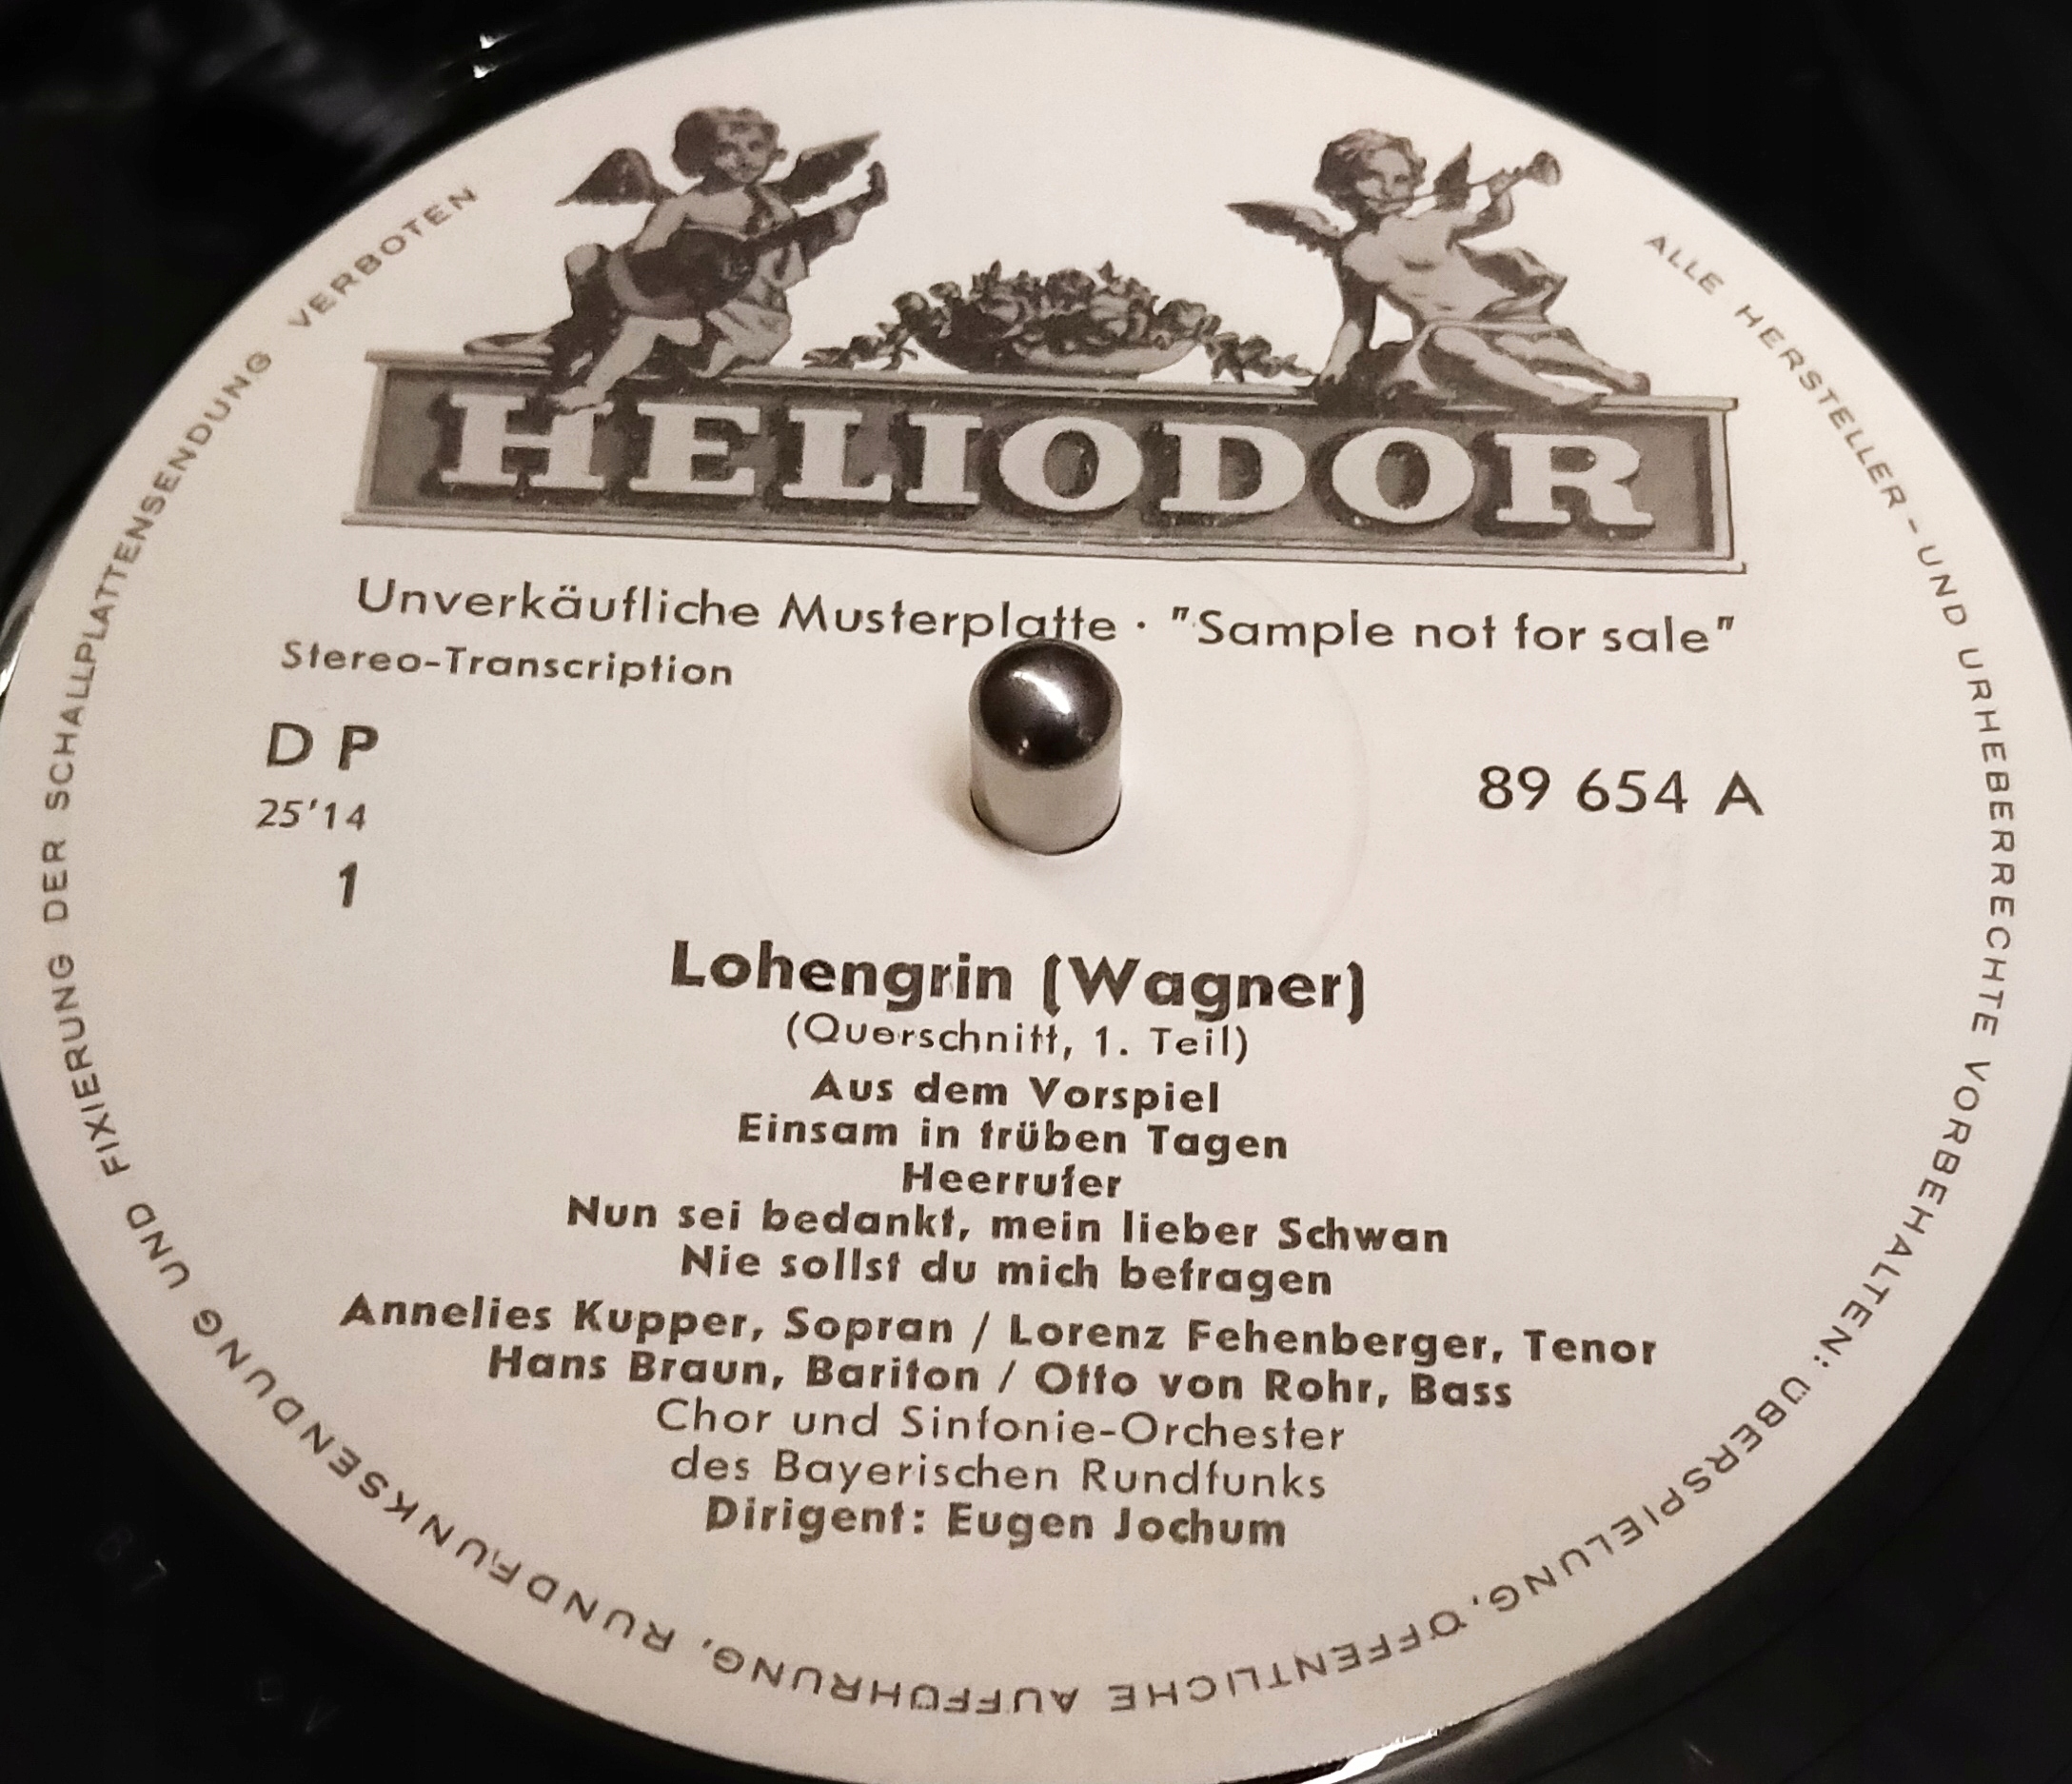 HELIODOR
Unverkäufliche Musterplatte · "Sample not for sale"
Stereo-Transcription
D P
25'14
1
89 654 A
Lohengrin (Wagner)
(Querschnitt, 1. Teil)
Aus dem Vorspiel
Einsam in trüben Tagen
Heerrufer
Nun sei bedankt, mein lieber Schwan
Nie sollst du mich befragen
Annelies Kupper, Sopran / Lorenz Fehenberger, Tenor
Hans Braun, Bariton / Otto von Rohr, Bass
Chor und Sinfonie-Orchester
des Bayerischen Rundfunks
Dirigent: Eugen Jochum
ALLE HERSTELLER- UND URHEBERRECHTE VORBEHALTEN: ÜBERSPIELUNG, ÖFFENTLICHE AUFFÜHRUNG, RUNDFUNKSENDUNG UND FIXIERUNG DER SCHALLPLATTENSENDUNG VERBOTEN